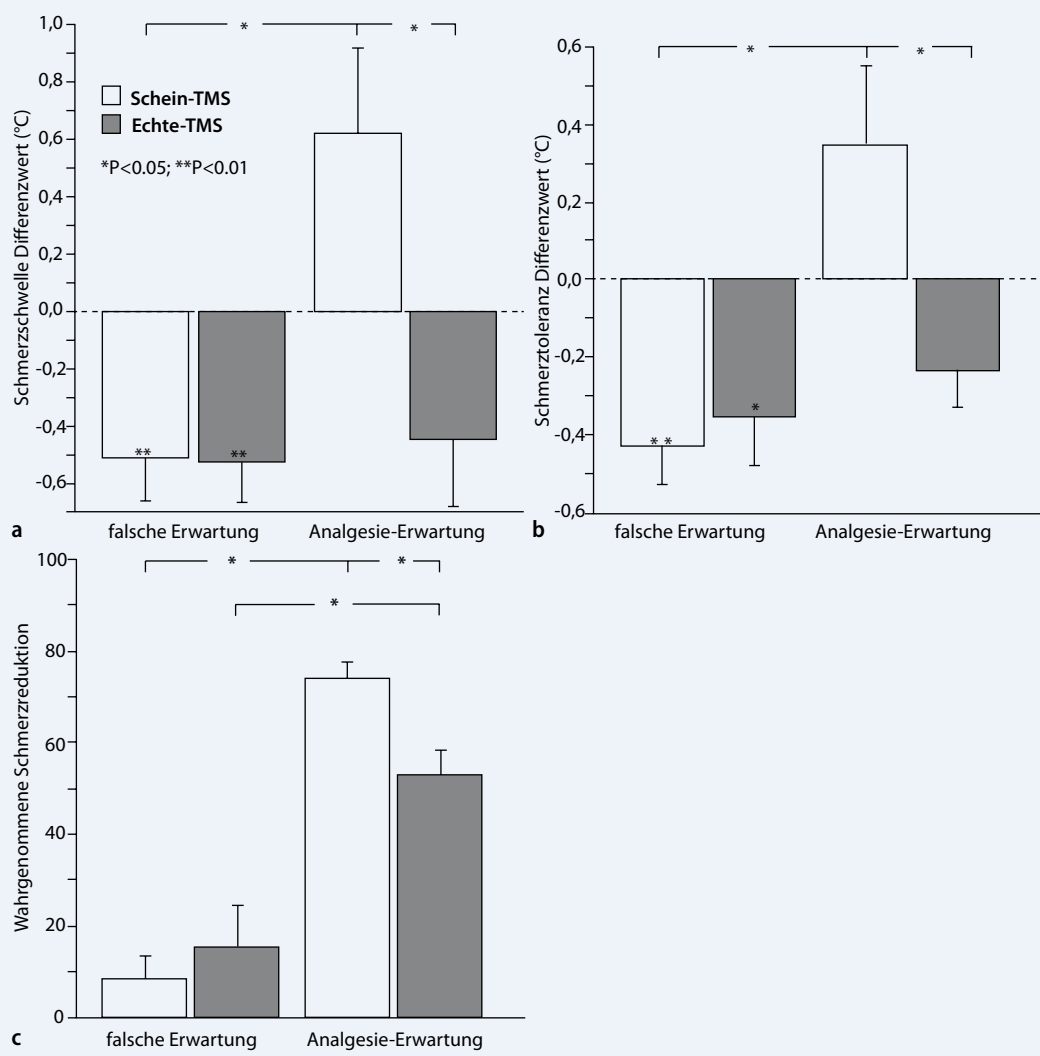 Schmerzschwelle Differenzwert (°C)
1,0
0,8
0,6
0,4
0,2
0,0
-0,2
-0,4
-0,6
Schein-TMS
Echte-TMS
*P<0.05; **P<0.01
* *
** **
falsche Erwartung Analgesie-Erwartung
a
Schmerztoleranz Differenzwert (°C)
0,6
0,4
0,2
0,0
-0,2
-0,4
-0,6
* *
** *
falsche Erwartung Analgesie-Erwartung
b
Wahrgenommene Schmerzreduktion
100
80
60
40
20
0
* *
*
falsche Erwartung Analgesie-Erwartung
c